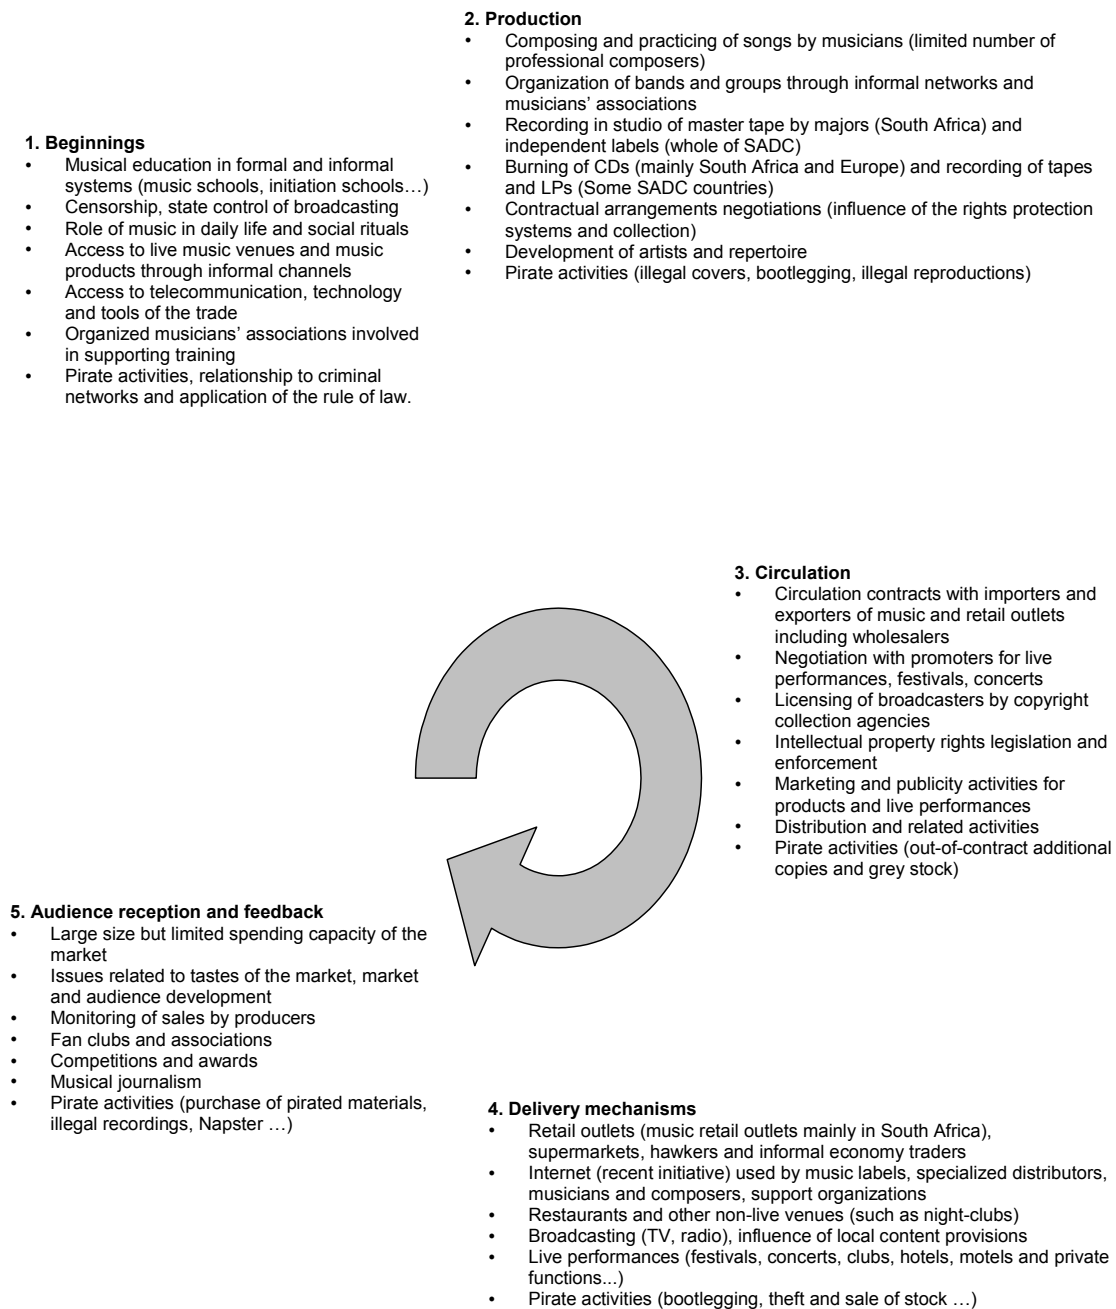 1. Beginnings
• Musical education in formal and informal
systems (music schools, initiation schools…)
• Censorship, state control of broadcasting
• Role of music in daily life and social rituals
• Access to live music venues and music
products through informal channels
• Access to telecommunication, technology
and tools of the trade
• Organized musicians’ associations involved
in supporting training
• Pirate activities, relationship to criminal
networks and application of the rule of law.
2. Production
• Composing and practicing of songs by musicians (limited number of
professional composers)
• Organization of bands and groups through informal networks and
musicians’ associations
• Recording in studio of master tape by majors (South Africa) and
independent labels (whole of SADC)
• Burning of CDs (mainly South Africa and Europe) and recording of tapes
and LPs (Some SADC countries)
• Contractual arrangements negotiations (influence of the rights protection
systems and collection)
• Development of artists and repertoire
• Pirate activities (illegal covers, bootlegging, illegal reproductions)
3. Circulation
• Circulation contracts with importers and
exporters of music and retail outlets
including wholesalers
• Negotiation with promoters for live
performances, festivals, concerts
• Licensing of broadcasters by copyright
collection agencies
• Intellectual property rights legislation and
enforcement
• Marketing and publicity activities for
products and live performances
• Distribution and related activities
• Pirate activities (out-of-contract additional
copies and grey stock)
4. Delivery mechanisms
• Retail outlets (music retail outlets mainly in South Africa),
supermarkets, hawkers and informal economy traders
• Internet (recent initiative) used by music labels, specialized distributors,
musicians and composers, support organizations
• Restaurants and other non-live venues (such as night-clubs)
• Broadcasting (TV, radio), influence of local content provisions
• Live performances (festivals, concerts, clubs, hotels, motels and private
functions...)
• Pirate activities (bootlegging, theft and sale of stock …)
5. Audience reception and feedback
• Large size but limited spending capacity of the
market
• Issues related to tastes of the market, market
and audience development
• Monitoring of sales by producers
• Fan clubs and associations
• Competitions and awards
• Musical journalism
• Pirate activities (purchase of pirated materials,
illegal recordings, Napster …)